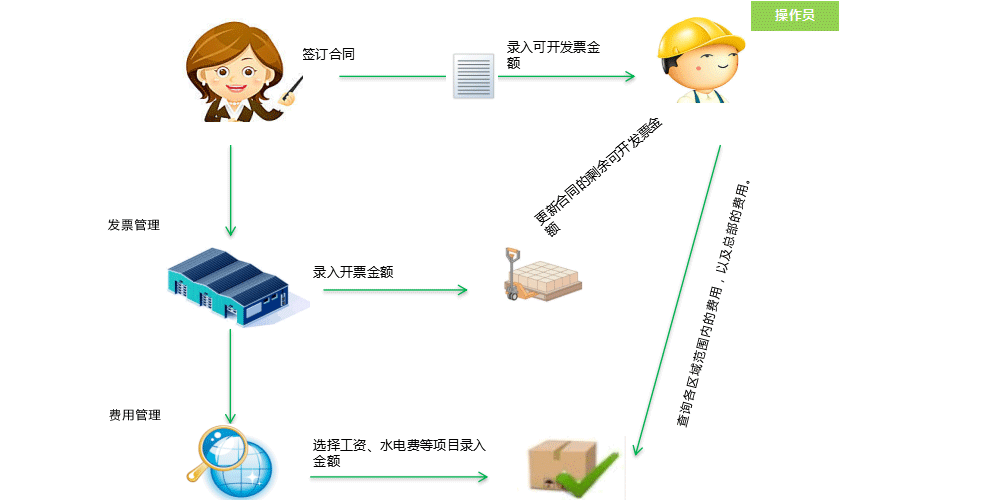 操作员
签订合同
录入可开发票金
额
更新合同的剩余可开发票金
额
发票管理
录入开票金额
查询各区域范围内的费用，以及总部的费用。
费用管理
选择工资、水电费等项目录入
金额